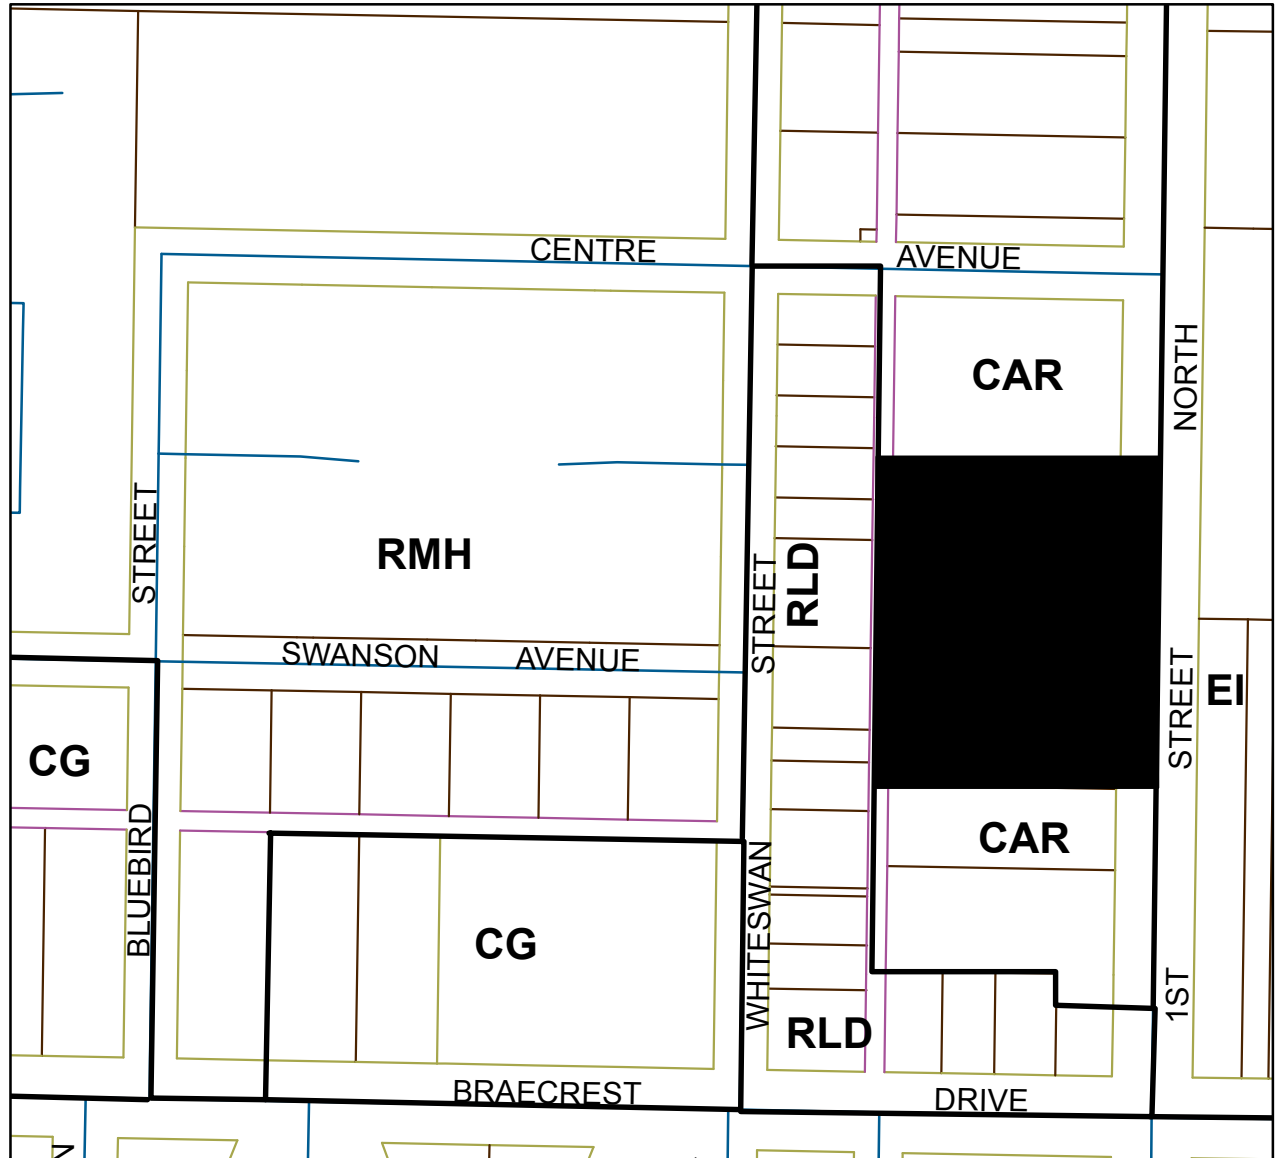 CENTRE AVENUE
CAR
NORTH
STREET
RMH
STREET
RLD
SWANSON AVENUE
STREET
EI
CG
CAR
BLUEBIRD
WHITESWAN
CG
1ST
RLD
BRAECREST DRIVE
N